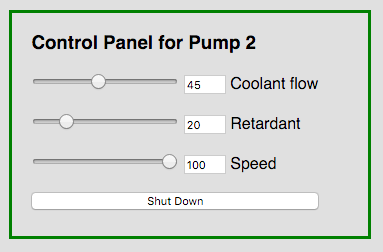 Control Panel for Pump 2
45 Coolant flow
20 Retardant
100 Speed
Shut Down